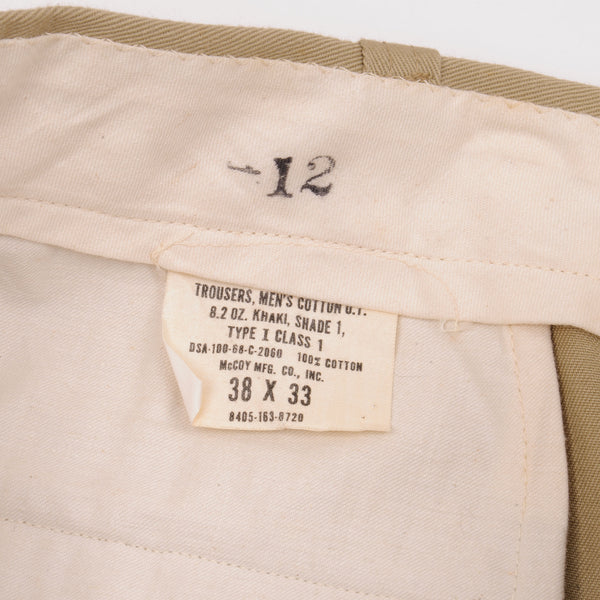 -12
TROUSERS, MEN'S COTTON U.T.
8.2 OZ. KHAKI, SHADE 1,
TYPE I CLASS 1
DSA-100-68-C-2060 100% COTTON
McCOY MFG. CO., INC.
38 X 33
8405-163-8720